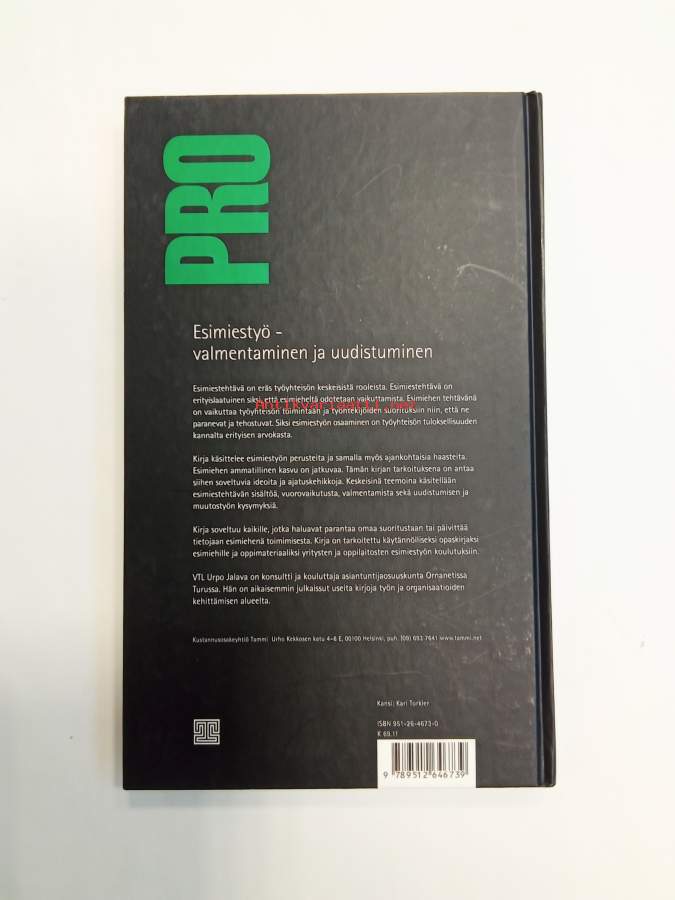 PRO
Esimiestyö -
valmentaminen ja uudistuminen
Esimiestehtävä on eräs työyhteisön keskeisistä rooleista. Esimiestehtävä on
erityislaatuinen siksi, että esimieheltä odotetaan vaikuttamista. Esimiehen tehtävänä
Antikvariaatti.net
on vaikuttaa työyhteisön toimintaan ja työntekijöiden suorituksiin niin, että ne
paranevat ja tehostuvat. Siksi esimiestyön osaaminen on työyhteisön tuloksellisuuden
kannalta erityisen arvokasta.
Kirja käsittelee esimiestyön perusteita ja samalla myös ajankohtaisia haasteita.
Esimiehen ammatillinen kasvu on jatkuvaa. Tämän kirjan tarkoituksena on antaa
siihen soveltuvia ideoita ja ajatuskehikkoja. Keskeisinä teemoina käsitellään
esimiestehtävän sisältöä, vuorovaikutusta, valmentamista sekä uudistumisen ja
muutostyön kysymyksiä.
Kirja soveltuu kaikille, jotka haluavat parantaa omaa suoritustaan tai päivittää
tietojaan esimiehenä toimimisesta. Kirja on tarkoitettu käytännölliseksi opaskirjaksi
esimiehille ja oppimateriaaliksi yritysten ja oppilaitosten esimiestyön koulutuksiin.
VTL Urpo Jalava on konsultti ja kouluttaja asiantuntijaosuuskunta Ornanetissa
Turussa. Hän on aikaisemmin julkaissut useita kirjoja työn ja organisaatioiden
kehittämisen alueelta.
Kustannusosakeyhtiö Tammi Urho Kekkosen katu 4-6 E, 00100 Helsinki, puh. (09) 693 7641 www.tammi.net
Kansi: Kari Turkler
ISBN 951-26-4673-0
K 69.11
9 789512 646739